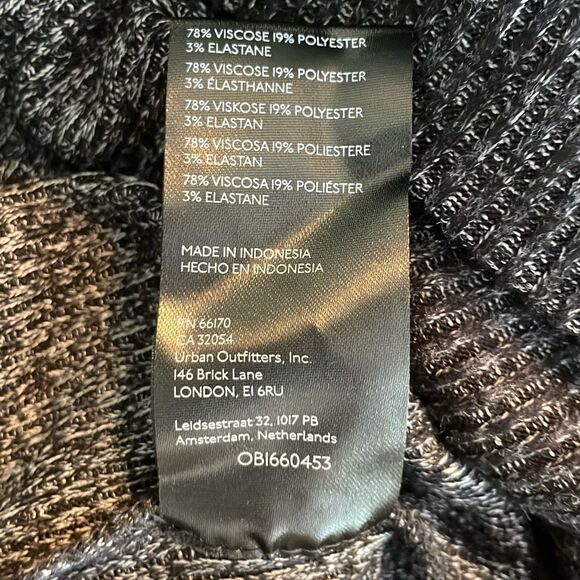 78% VISCOSE 19% POLYESTER
3% ELASTANE
78% VISCOSE 19% POLYESTER
3% ÉLASTHANNE
78% VISKOSE 19% POLYESTER
3% ELASTAN
78% VISCOSA 19% POLIESTERE
3% ELASTAN
78% VISCOSA 19% POLIÉSTER
3% ELASTANE
MADE IN INDONESIA
HECHO EN INDONESIA
RN 66170
CA 32054
Urban Outfitters, Inc.
146 Brick Lane
LONDON, E1 6RU
Leidsestraat 32, 1017 PB
Amsterdam, Netherlands
OB1660453